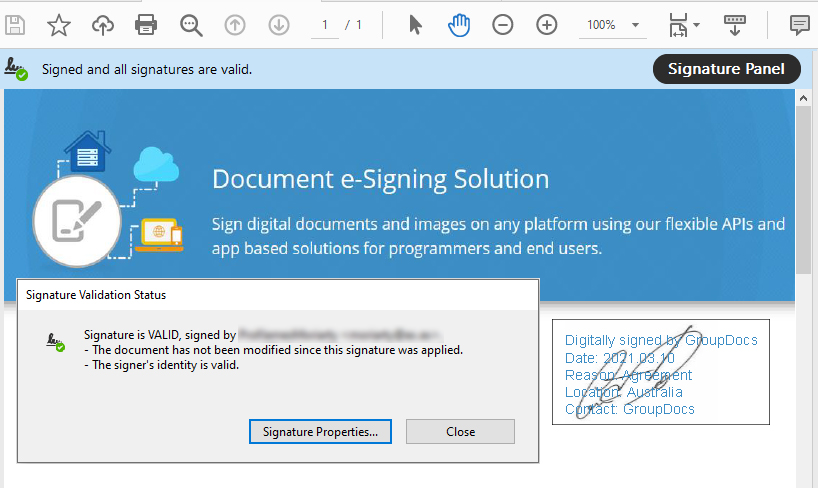 1 / 1
100%
Signed and all signatures are valid.
Signature Panel
Document e-Signing Solution
Sign digital documents and images on any platform using our flexible APIs and
app based solutions for programmers and end users.
Signature Validation Status
Signature is VALID, signed by
- The document has not been modified since this signature was applied.
- The signer's identity is valid.
Signature Properties...
Close
Digitally signed by GroupDocs
Date: 2021.03.10
Reason: Agreement
Location: Australia
Contact: GroupDocs